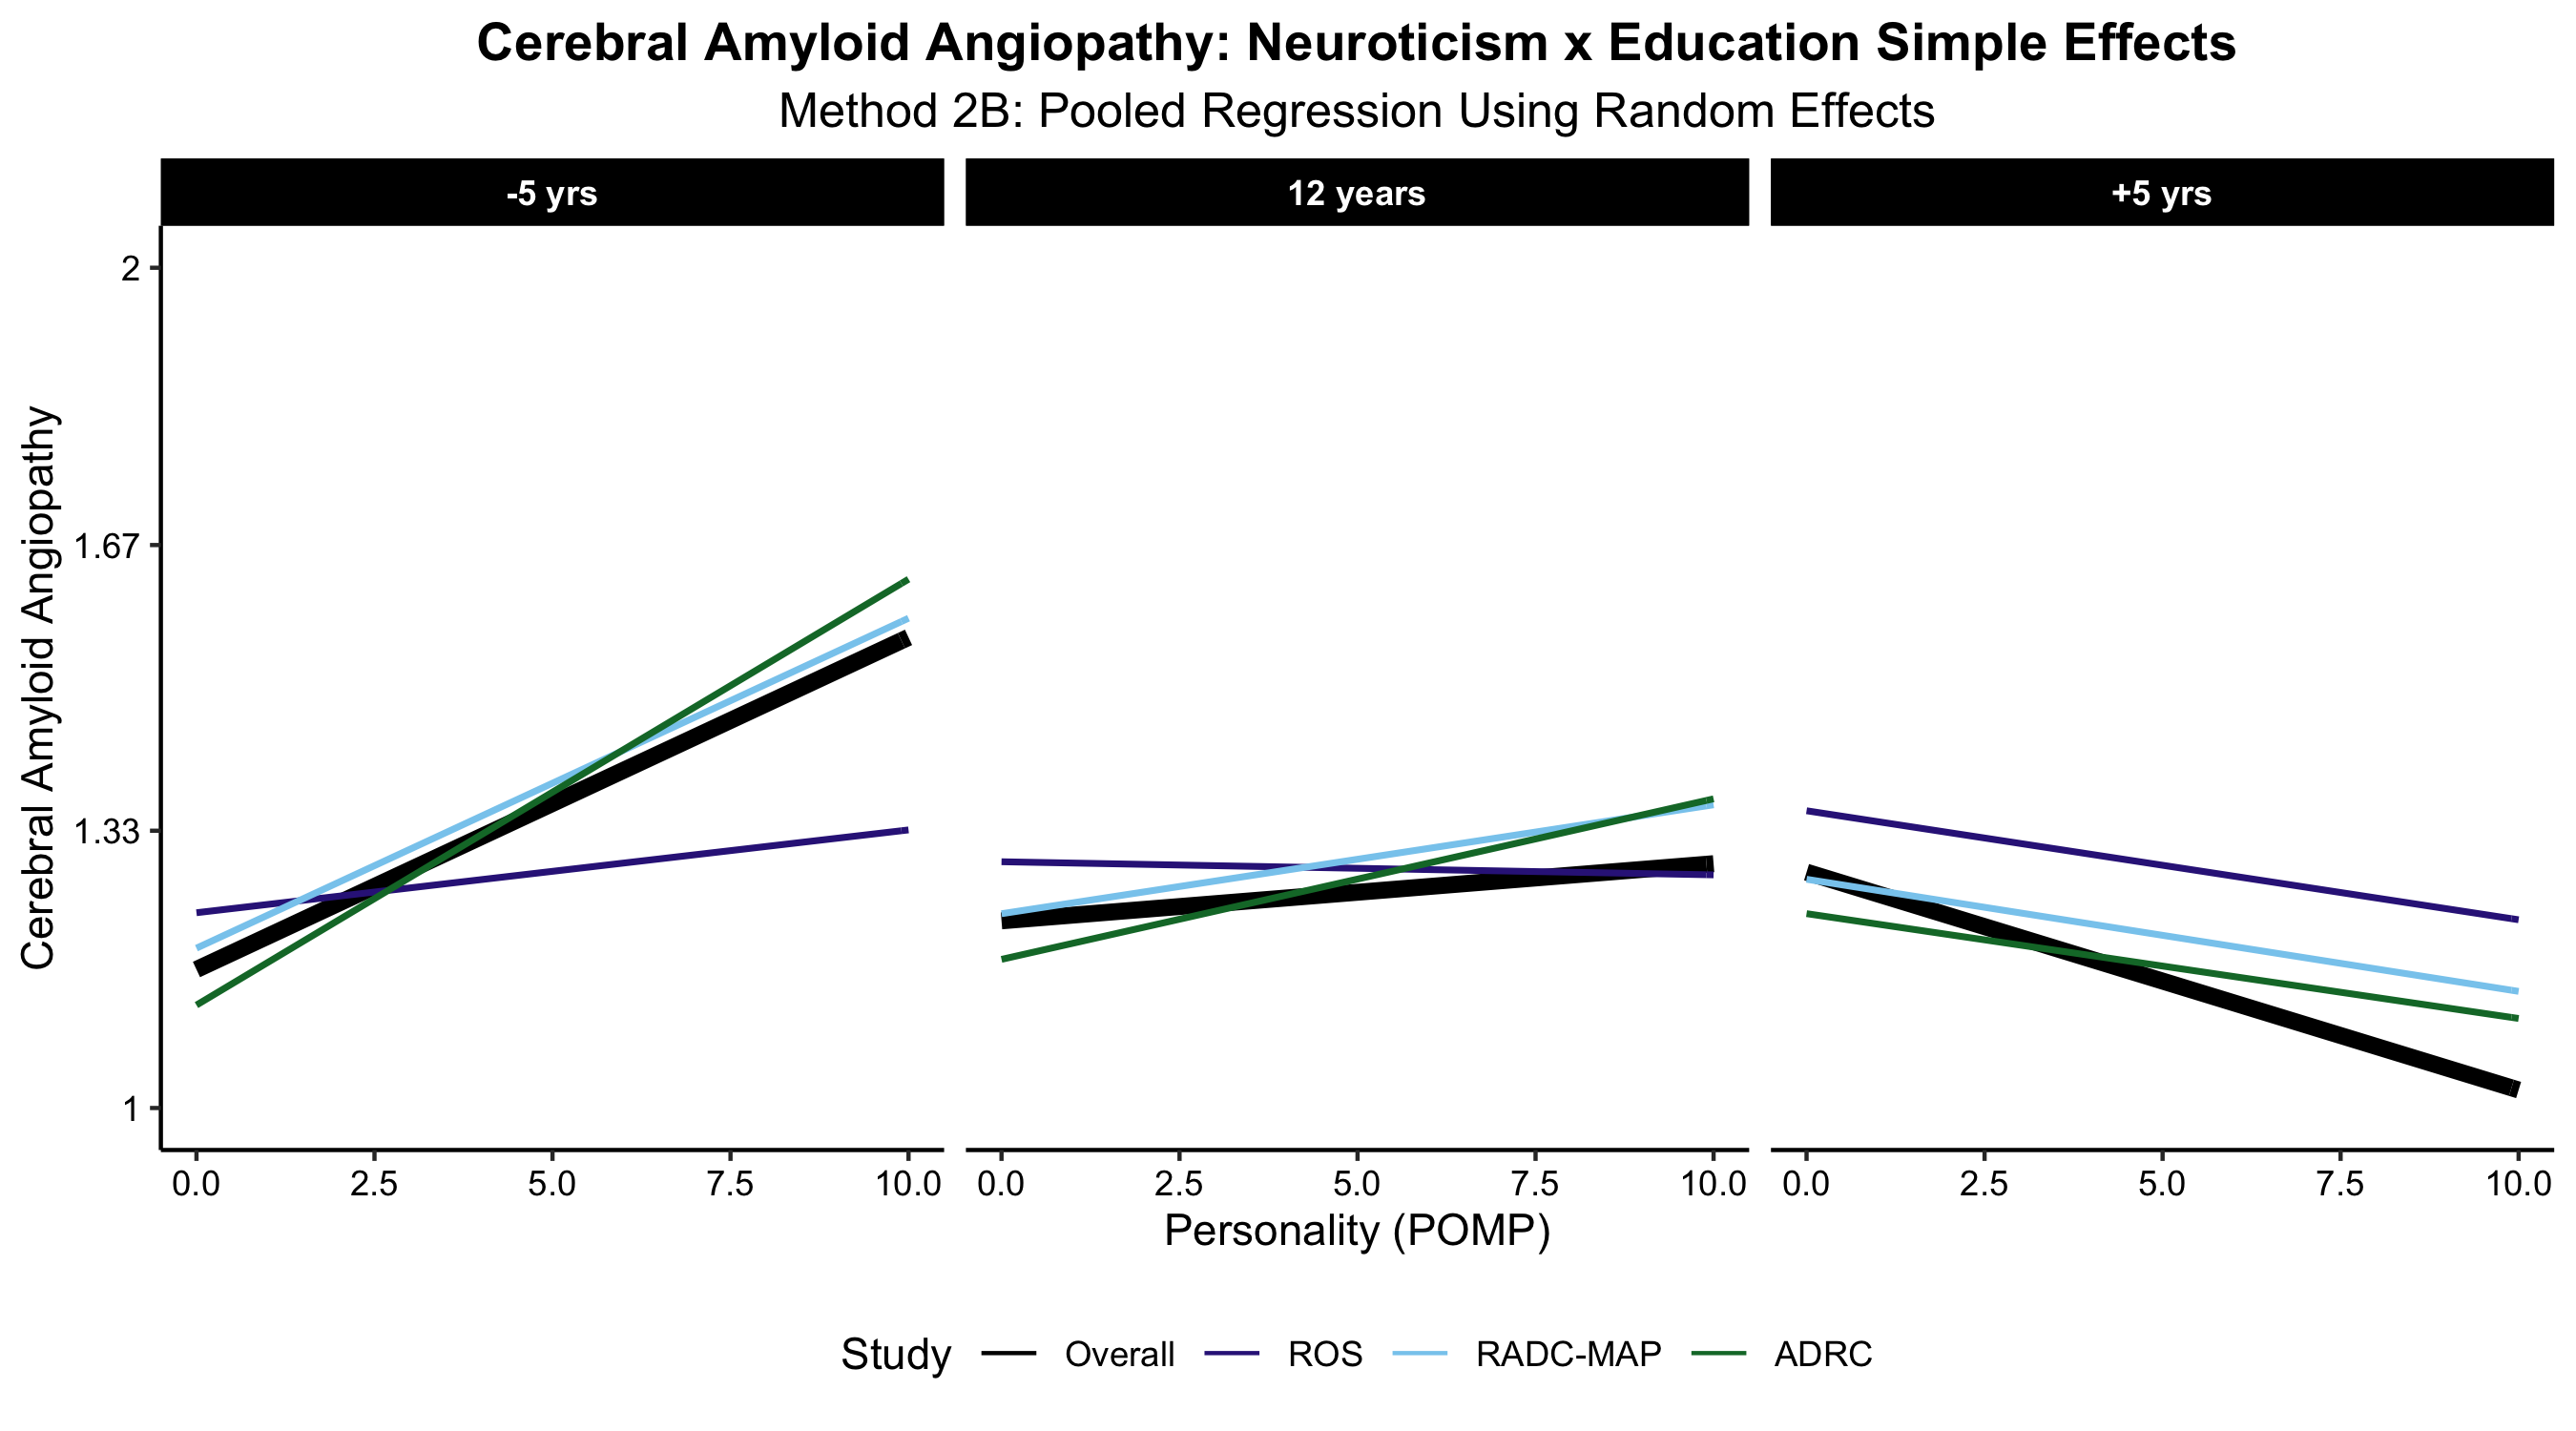 Cerebral Amyloid Angiopathy: Neuroticism x Education Simple Effects
Method 2B: Pooled Regression Using Random Effects
-5 yrs
12 years
+5 yrs
Cerebral Amyloid Angiopathy
2
1.67
1.33
1
0.0 2.5 5.0 7.5 10.0
0.0 2.5 5.0 7.5 10.0
0.0 2.5 5.0 7.5 10.0
Personality (POMP)
Study Overall ROS RADC-MAP ADRC